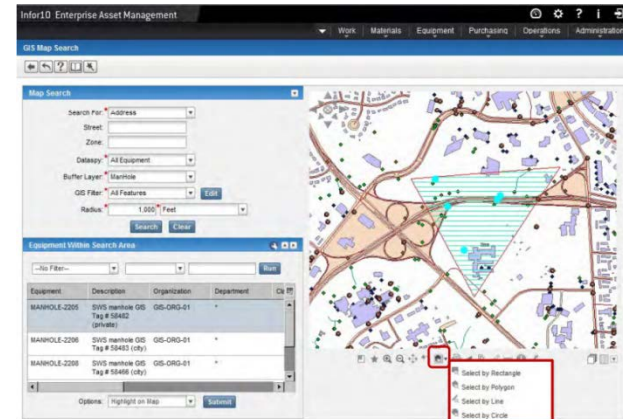 Infor10 Enterprise Asset Management
Work Materials Equipment Purchasing Operations Administration
GIS Map Search
Map Search
Search For: * Address
Street:
Zone:
Dataspy: * All Equipment
Buffer Layer: * ManHole
GIS Filter: * All Features Edit
Radius: * 1,000 * Feet
Search Clear
Equipment Within Search Area
--No Filter-- Run
Equipment Description Organization Department
MANHOLE-2205 SWS manhole GIS Tag # 58482 (private) GIS-ORG-01 *
MANHOLE-2206 SWS manhole GIS Tag # 58483 (city) GIS-ORG-01 *
MANHOLE-2208 SWS manhole GIS Tag # 58466 (city) GIS-ORG-01 *
Options: Highlight on Map Submit
Select by Rectangle
Select by Polygon
Select by Line
Select by Circle